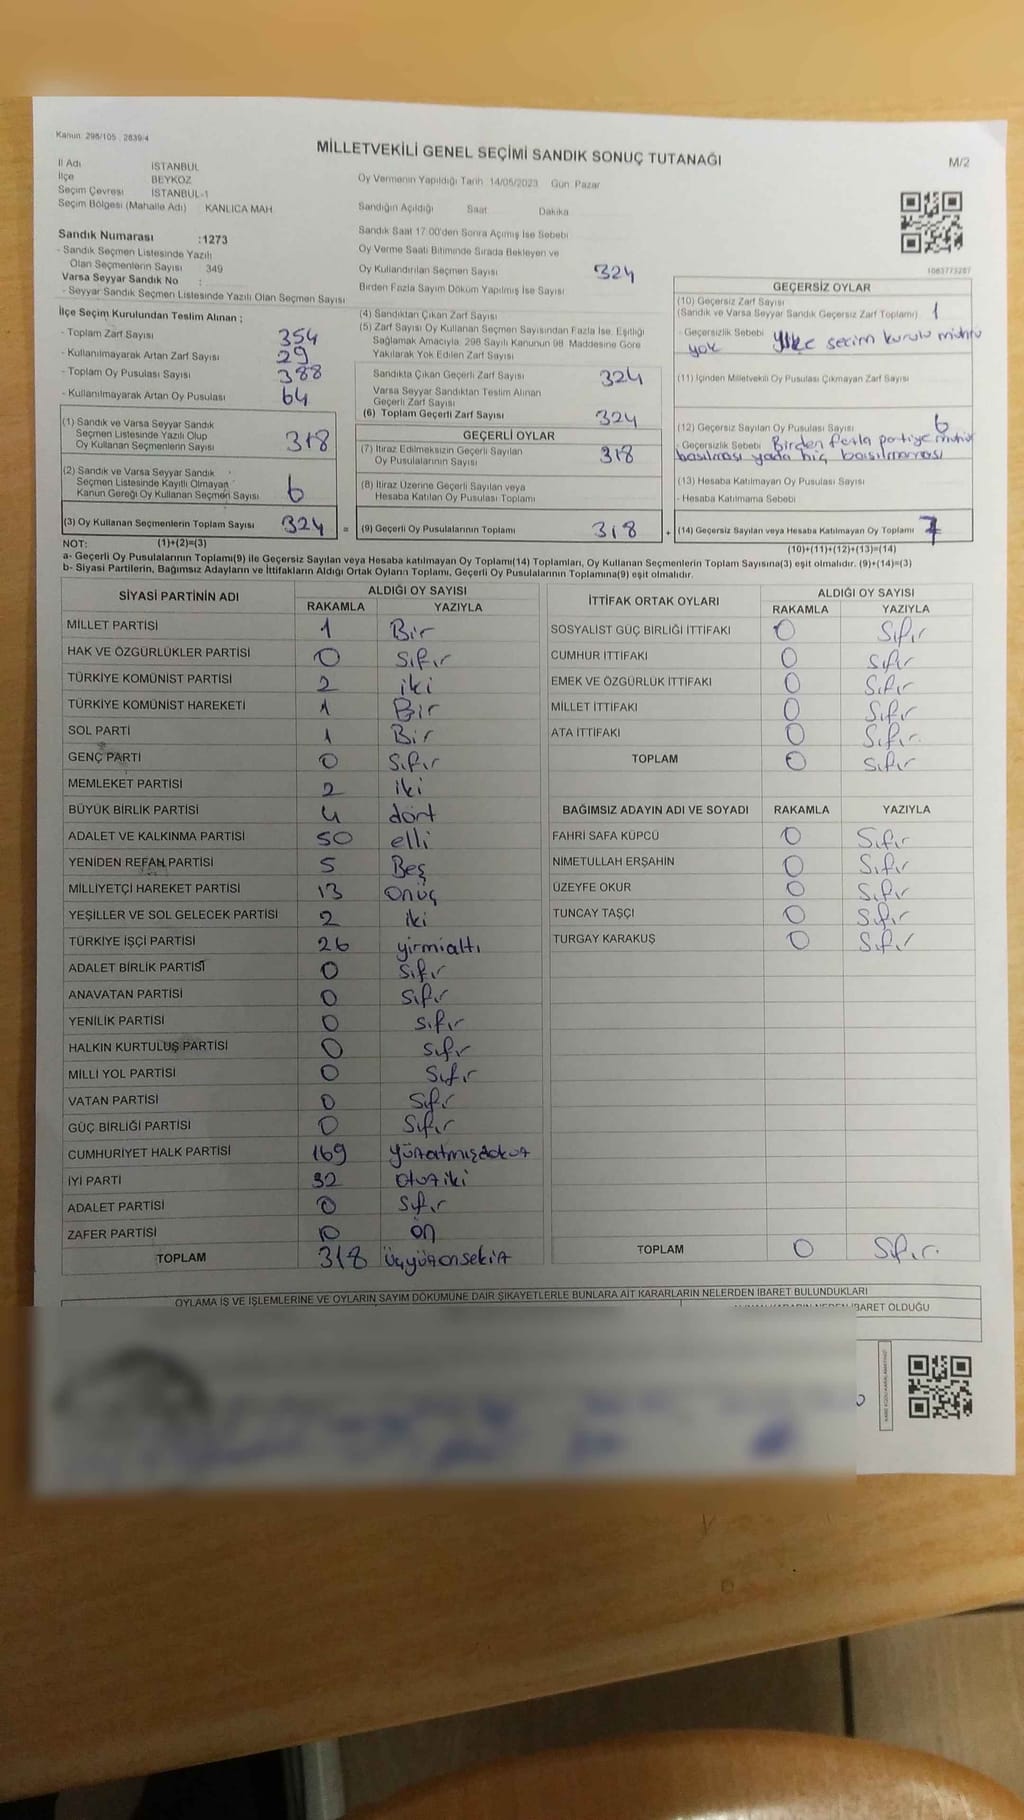 Kanun: 298/105 , 2839/4
MİLLETVEKİLİ GENEL SEÇİMİ SANDIK SONUÇ TUTANAĞI
M/2
İl Adı İSTANBUL
İlçe BEYKOZ
Seçim Çevresi İSTANBUL-1
Seçim Bölgesi (Mahalle Adı) KANLICA MAH.
Oy Vermenin Yapıldığı Tarih 14/05/2023 Gün: Pazar
Sandığın Açıldığı Saat Dakika
Sandık Numarası :1273
- Sandık Seçmen Listesinde Yazılı
Olan Seçmenlerin Sayısı 349
Varsa Seyyar Sandık No :
- Seyyar Sandık Seçmen Listesinde Yazılı Olan Seçmen Sayısı
Sandık Saat 17:00'den Sonra Açılmış İse Sebebi
Oy Verme Saati Bitiminde Sırada Bekleyen ve
Oy Kullandırılan Seçmen Sayısı 324
Birden Fazla Sayım Döküm Yapılmış İse Sayısı
1083773287
İlçe Seçim Kurulundan Teslim Alınan ;
- Toplam Zarf Sayısı 354
- Kullanılmayarak Artan Zarf Sayısı 29
- Toplam Oy Pusulası Sayısı 388
- Kullanılmayarak Artan Oy Pusulası 64
(4) Sandıktan Çıkan Zarf Sayısı
(5) Zarf Sayısı Oy Kullanan Seçmen Sayısından Fazla İse, Eşitliği
Sağlamak Amacıyla, 298 Sayılı Kanunun 98. Maddesine Göre
Yakılarak Yok Edilen Zarf Sayısı
Sandıkta Çıkan Geçerli Zarf Sayısı 324
Varsa Seyyar Sandıktan Teslim Alınan
Geçerli Zarf Sayısı
(6) Toplam Geçerli Zarf Sayısı 324
GEÇERSİZ OYLAR
(10) Geçersiz Zarf Sayısı
(Sandık ve Varsa Seyyar Sandık Geçersiz Zarf Toplamı) 1
- Geçersizlik Sebebi ilçe seçim kurulu mührü
yok
(11) İçinden Milletvekili Oy Pusulası Çıkmayan Zarf Sayısı
(12) Geçersiz Sayılan Oy Pusulası Sayısı 6
- Geçersizlik Sebebi Birden fazla partiye mühür
basılması yada hiç basılmaması
(13) Hesaba Katılmayan Oy Pusulası Sayısı
- Hesaba Katılmama Sebebi
(1) Sandık ve Varsa Seyyar Sandık
Seçmen Listesinde Yazılı Olup
Oy Kullanan Seçmenlerin Sayısı 318
(2) Sandık ve Varsa Seyyar Sandık
Seçmen Listesinde Kayıtlı Olmayan
Kanun Gereği Oy Kullanan Seçmen Sayısı 6
GEÇERLİ OYLAR
(7) İtiraz Edilmeksizin Geçerli Sayılan
Oy Pusulalarının Sayısı 318
(8) İtiraz Üzerine Geçerli Sayılan veya
Hesaba Katılan Oy Pusulası Toplamı
(3) Oy Kullanan Seçmenlerin Toplam Sayısı 324 = (9) Geçerli Oy Pusulalarının Toplamı 318 + (14) Geçersiz Sayılan veya Hesaba Katılmayan Oy Toplamı 7
NOT: (1)+(2)=(3) (10)+(11)+(12)+(13)=(14)
a- Geçerli Oy Pusulalarının Toplamı(9) ile Geçersiz Sayılan veya Hesaba katılmayan Oy Toplamı(14) Toplamları, Oy Kullanan Seçmenlerin Toplam Sayısına(3) eşit olmalıdır. (9)+(14)=(3)
b- Siyasi Partilerin, Bağımsız Adayların ve İttifakların Aldığı Ortak Oyların Toplamı, Geçerli Oy Pusulalarının Toplamına(9) eşit olmalıdır.
SİYASİ PARTİNİN ADI ALDIĞI OY SAYISI
RAKAMLA YAZIYLA
MİLLET PARTİSİ 1 Bir
HAK VE ÖZGÜRLÜKLER PARTİSİ 0 Sıfır
TÜRKİYE KOMÜNİST PARTİSİ 2 iki
TÜRKİYE KOMÜNİST HAREKETİ 1 Bir
SOL PARTİ 1 Bir
GENÇ PARTİ 0 Sıfır
MEMLEKET PARTİSİ 2 iki
BÜYÜK BİRLİK PARTİSİ 4 dört
ADALET VE KALKINMA PARTİSİ 50 elli
YENİDEN REFAH PARTİSİ 5 Beş
MİLLİYETÇİ HAREKET PARTİSİ 13 Onüç
YEŞİLLER VE SOL GELECEK PARTİSİ 2 iki
TÜRKİYE İŞÇİ PARTİSİ 26 yirmialtı
ADALET BİRLİK PARTİSİ 0 Sıfır
ANAVATAN PARTİSİ 0 Sıfır
YENİLİK PARTİSİ 0 Sıfır
HALKIN KURTULUŞ PARTİSİ 0 Sıfır
MİLLİ YOL PARTİSİ 0 Sıfır
VATAN PARTİSİ 0 Sıfır
GÜÇ BİRLİĞİ PARTİSİ 0 Sıfır
CUMHURİYET HALK PARTİSİ 169 yüzatmışdokuz
İYİ PARTİ 32 otuziki
ADALET PARTİSİ 0 Sıfır
ZAFER PARTİSİ 10 on
TOPLAM 318 üçyüzonsekiz
İTTİFAK ORTAK OYLARI ALDIĞI OY SAYISI
RAKAMLA YAZIYLA
SOSYALİST GÜÇ BİRLİĞİ İTTİFAKI 0 Sıfır
CUMHUR İTTİFAKI 0 Sıfır
EMEK VE ÖZGÜRLÜK İTTİFAKI 0 Sıfır
MİLLET İTTİFAKI 0 Sıfır
ATA İTTİFAKI 0 Sıfır.
TOPLAM 0 Sıfır
BAĞIMSIZ ADAYIN ADI VE SOYADI RAKAMLA YAZIYLA
FAHRİ SAFA KÜPCÜ 0 Sıfır
NİMETULLAH ERŞAHİN 0 Sıfır
ÜZEYFE OKUR 0 Sıfır
TUNCAY TAŞÇI 0 Sıfır
TURGAY KARAKUŞ 0 Sıfır
TOPLAM 0 Sıfır.
OYLAMA İŞ VE İŞLEMLERİNE VE OYLARIN SAYIM DÖKÜMÜNE DAİR ŞİKAYETLERLE BUNLARA AİT KARARLARIN NELERDEN İBARET BULUNDUKLARI
İBARET OLDUĞU